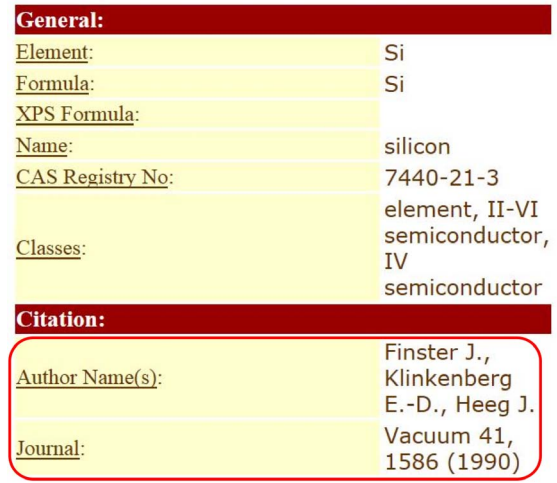 General:
Element: Si
Formula: Si
XPS Formula:
Name: silicon
CAS Registry No: 7440-21-3
Classes: element, II-VI
semiconductor,
IV
semiconductor
Citation:
Author Name(s): Finster J.,
Klinkenberg
E.-D., Heeg J.
Journal: Vacuum 41,
1586 (1990)